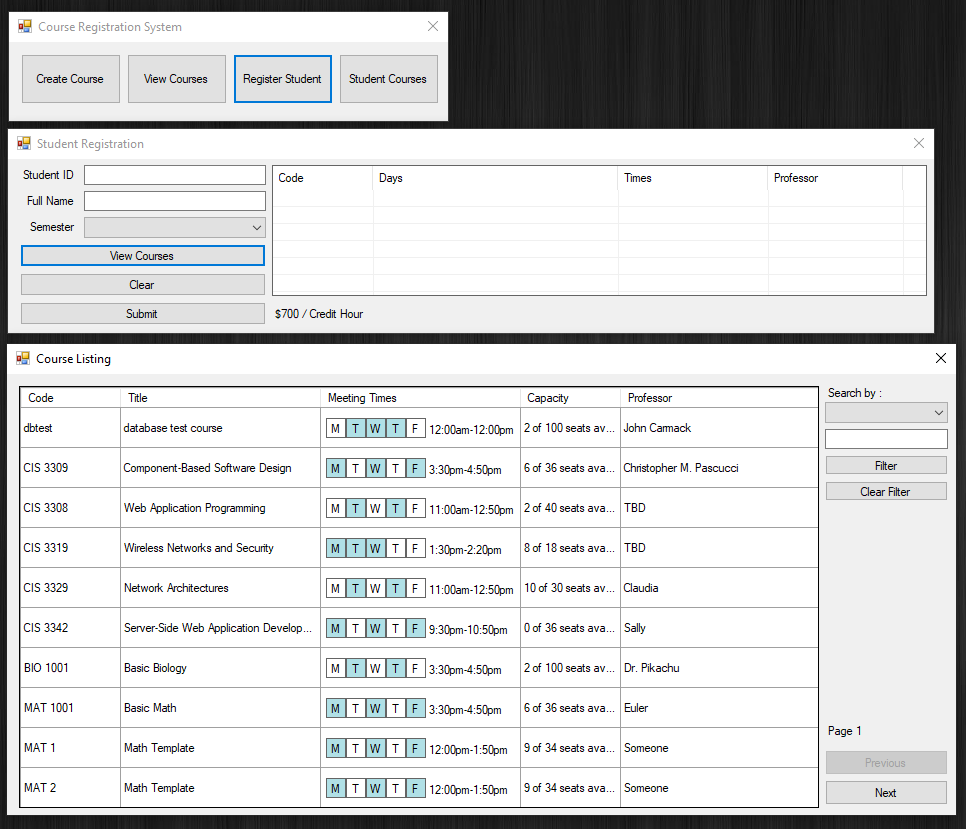 Course Registration System
Create Course View Courses Register Student Student Courses
Student Registration
Student ID
Full Name
Semester
View Courses
Clear
Submit
Code Days Times Professor
$700 / Credit Hour
Course Listing
Code Title Meeting Times Capacity Professor
dbtest database test course M T W T F 12:00am-12:00pm 2 of 100 seats av... John Carmack
CIS 3309 Component-Based Software Design M T W T F 3:30pm-4:50pm 6 of 36 seats ava... Christopher M. Pascucci
CIS 3308 Web Application Programming M T W T F 11:00am-12:50pm 2 of 40 seats ava... TBD
CIS 3319 Wireless Networks and Security M T W T F 1:30pm-2:20pm 8 of 18 seats ava... TBD
CIS 3329 Network Architectures M T W T F 11:00am-12:50pm 10 of 30 seats av... Claudia
CIS 3342 Server-Side Web Application Develop... M T W T F 9:30pm-10:50pm 0 of 36 seats ava... Sally
BIO 1001 Basic Biology M T W T F 3:30pm-4:50pm 2 of 100 seats ava... Dr. Pikachu
MAT 1001 Basic Math M T W T F 3:30pm-4:50pm 6 of 36 seats ava... Euler
MAT 1 Math Template M T W T F 12:00pm-1:50pm 9 of 34 seats ava... Someone
MAT 2 Math Template M T W T F 12:00pm-1:50pm 9 of 34 seats ava... Someone
Search by :
Filter
Clear Filter
Page 1
Previous
Next